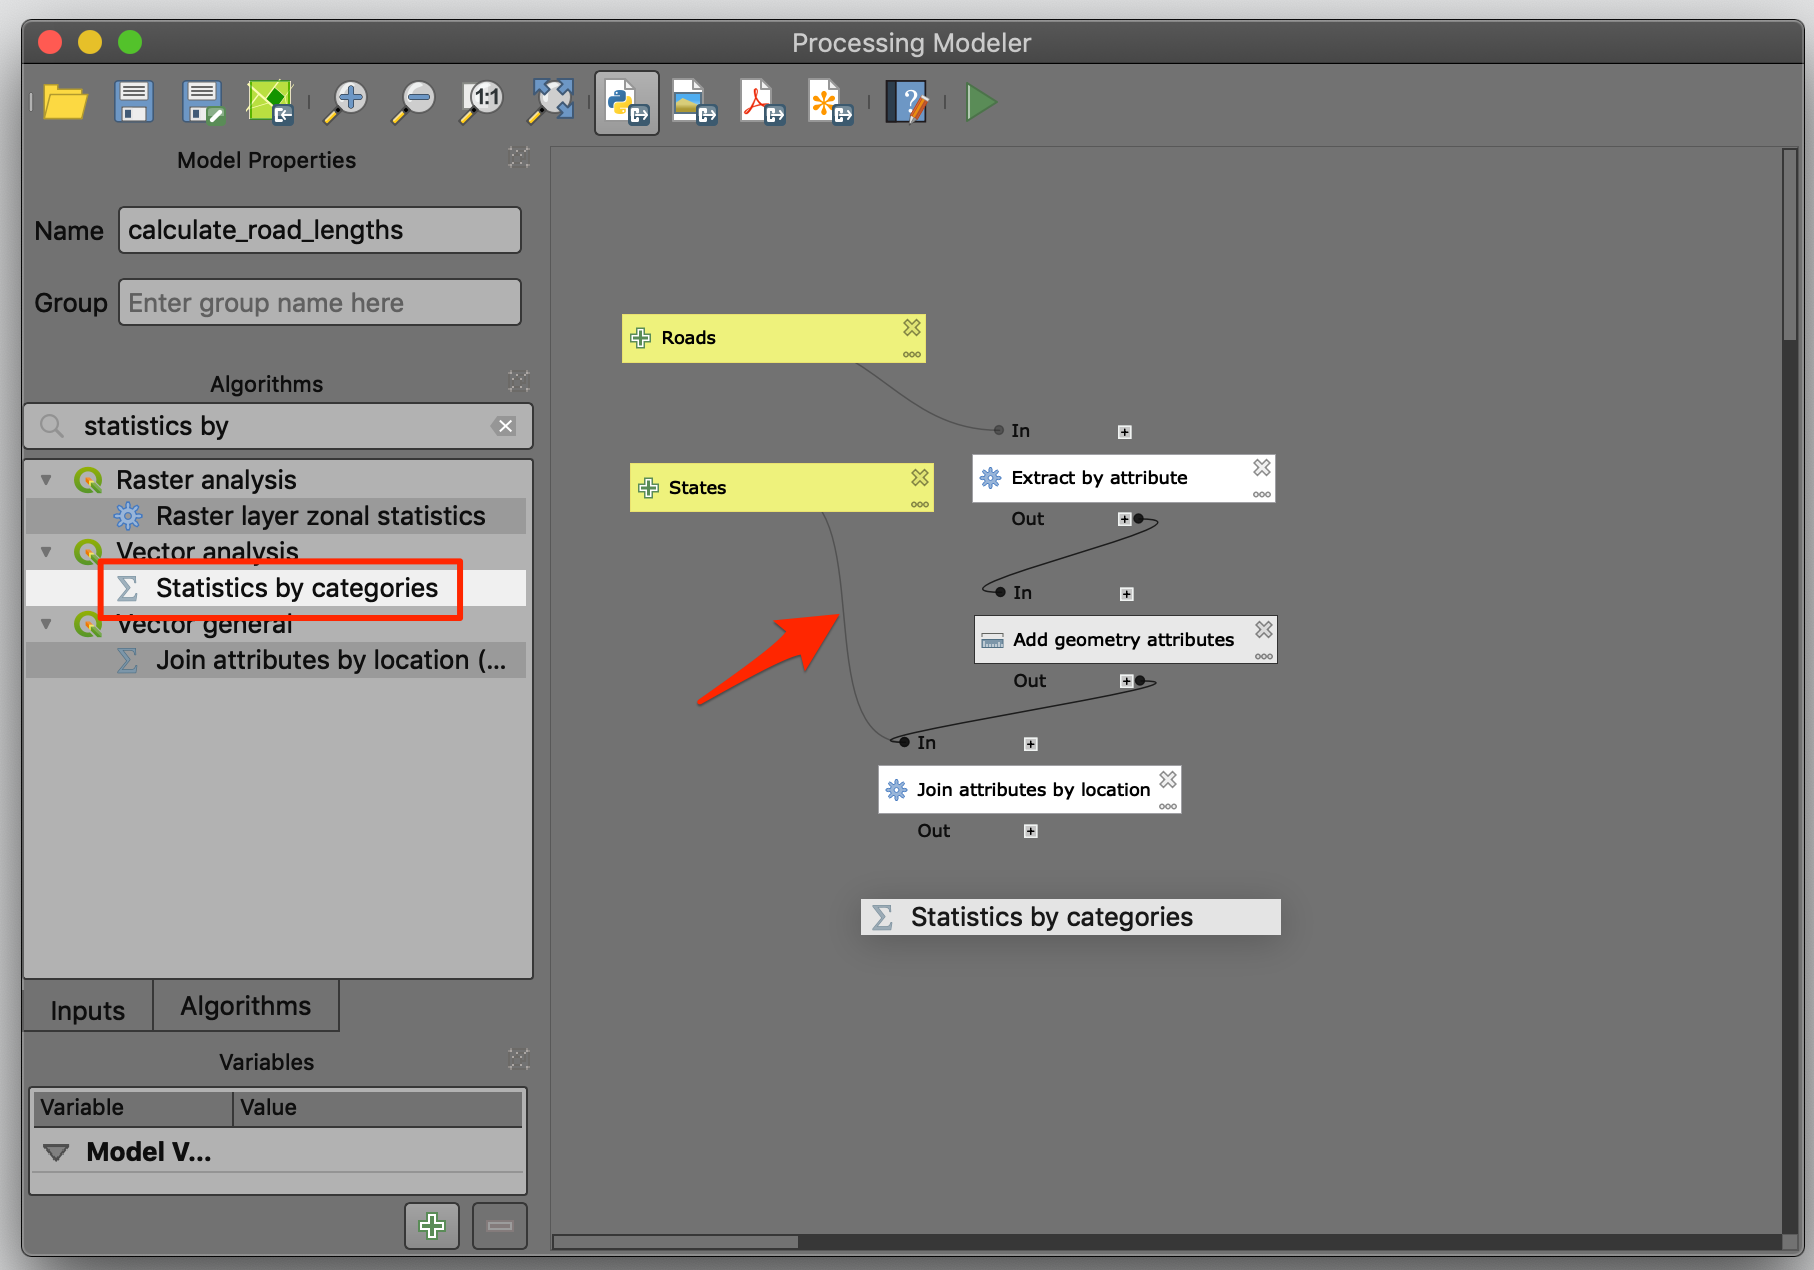 Processing Modeler
1:1
Model Properties
Name calculate_road_lengths
Group Enter group name here
Algorithms
statistics by
Raster analysis
Raster layer zonal statistics
Vector analysis
Statistics by categories
Vector general
Join attributes by location (...
Inputs Algorithms
Variables
Variable Value
Model V...
Roads
In
States
Extract by attribute
Out
In
Add geometry attributes
Out
In
Join attributes by location
Out
Statistics by categories